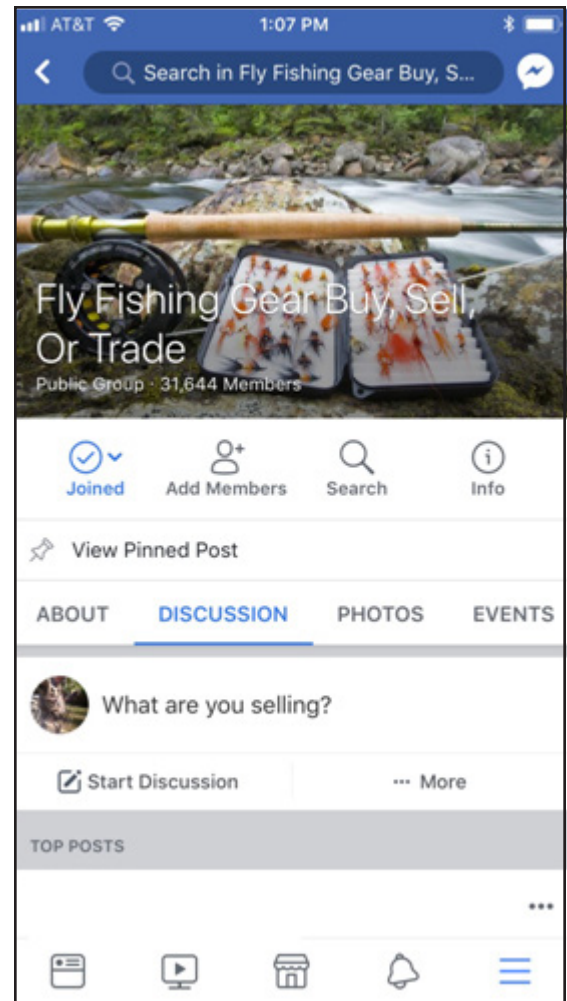 AT&T 1:07 PM
Search in Fly Fishing Gear Buy, S...
Fly Fishing Gear Buy, Sell,
Or Trade
Public Group · 31,644 Members
Joined Add Members Search Info
View Pinned Post
ABOUT DISCUSSION PHOTOS EVENTS
What are you selling?
Start Discussion ... More
TOP POSTS